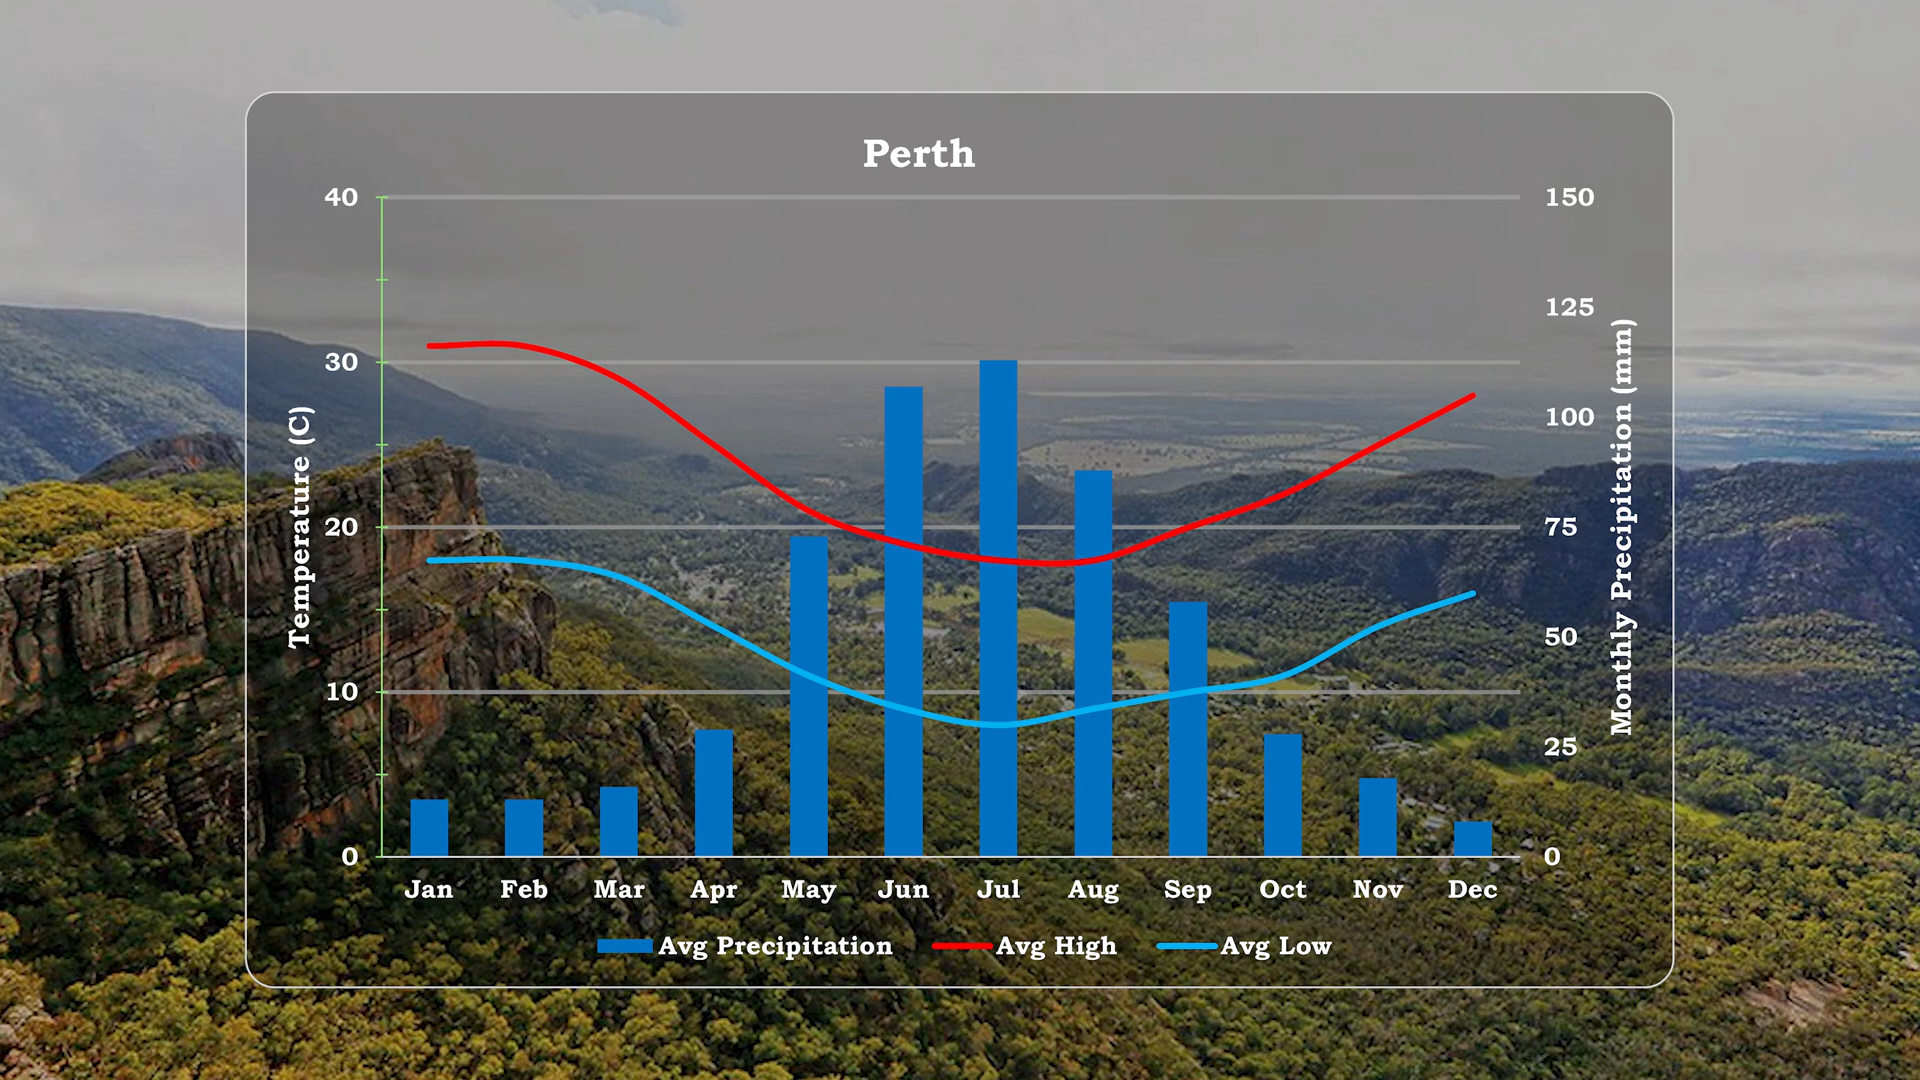 Perth
40
30
20
10
0
Temperature (C)
150
125
100
75
50
25
0
Monthly Precipitation (mm)
Jan Feb Mar Apr May Jun Jul Aug Sep Oct Nov Dec
Avg Precipitation Avg High Avg Low